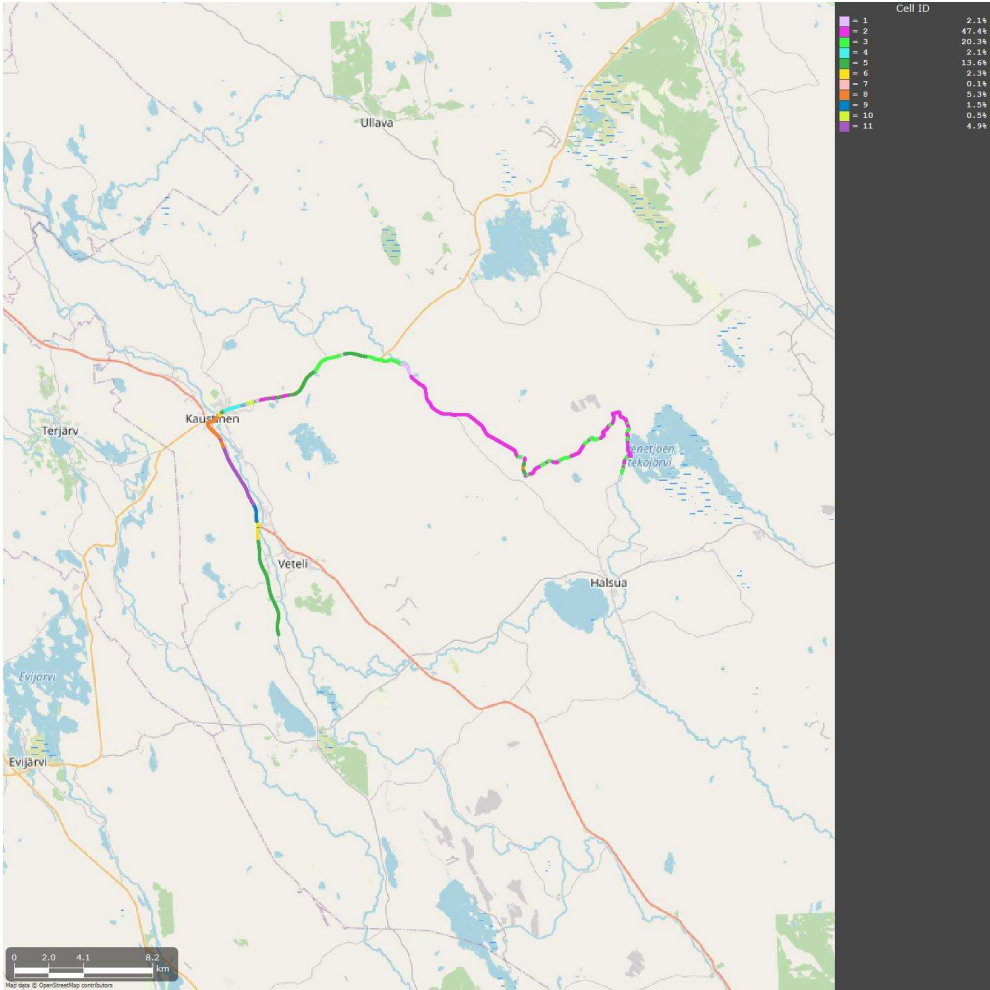 Cell ID
= 1 2.1%
= 2 47.4%
= 3 20.3%
= 4 2.1%
= 5 13.6%
= 6 2.3%
= 7 0.1%
= 8 5.3%
= 9 1.5%
= 10 0.5%
= 11 4.9%
Ullava
Kaustinen
Terjärv
enetjoen
tekojärvi
Veteli
Halsua
Evijärvi
Evijärvi
0 2.0 4.1 8.2
km
Map data © OpenStreetMap contributors